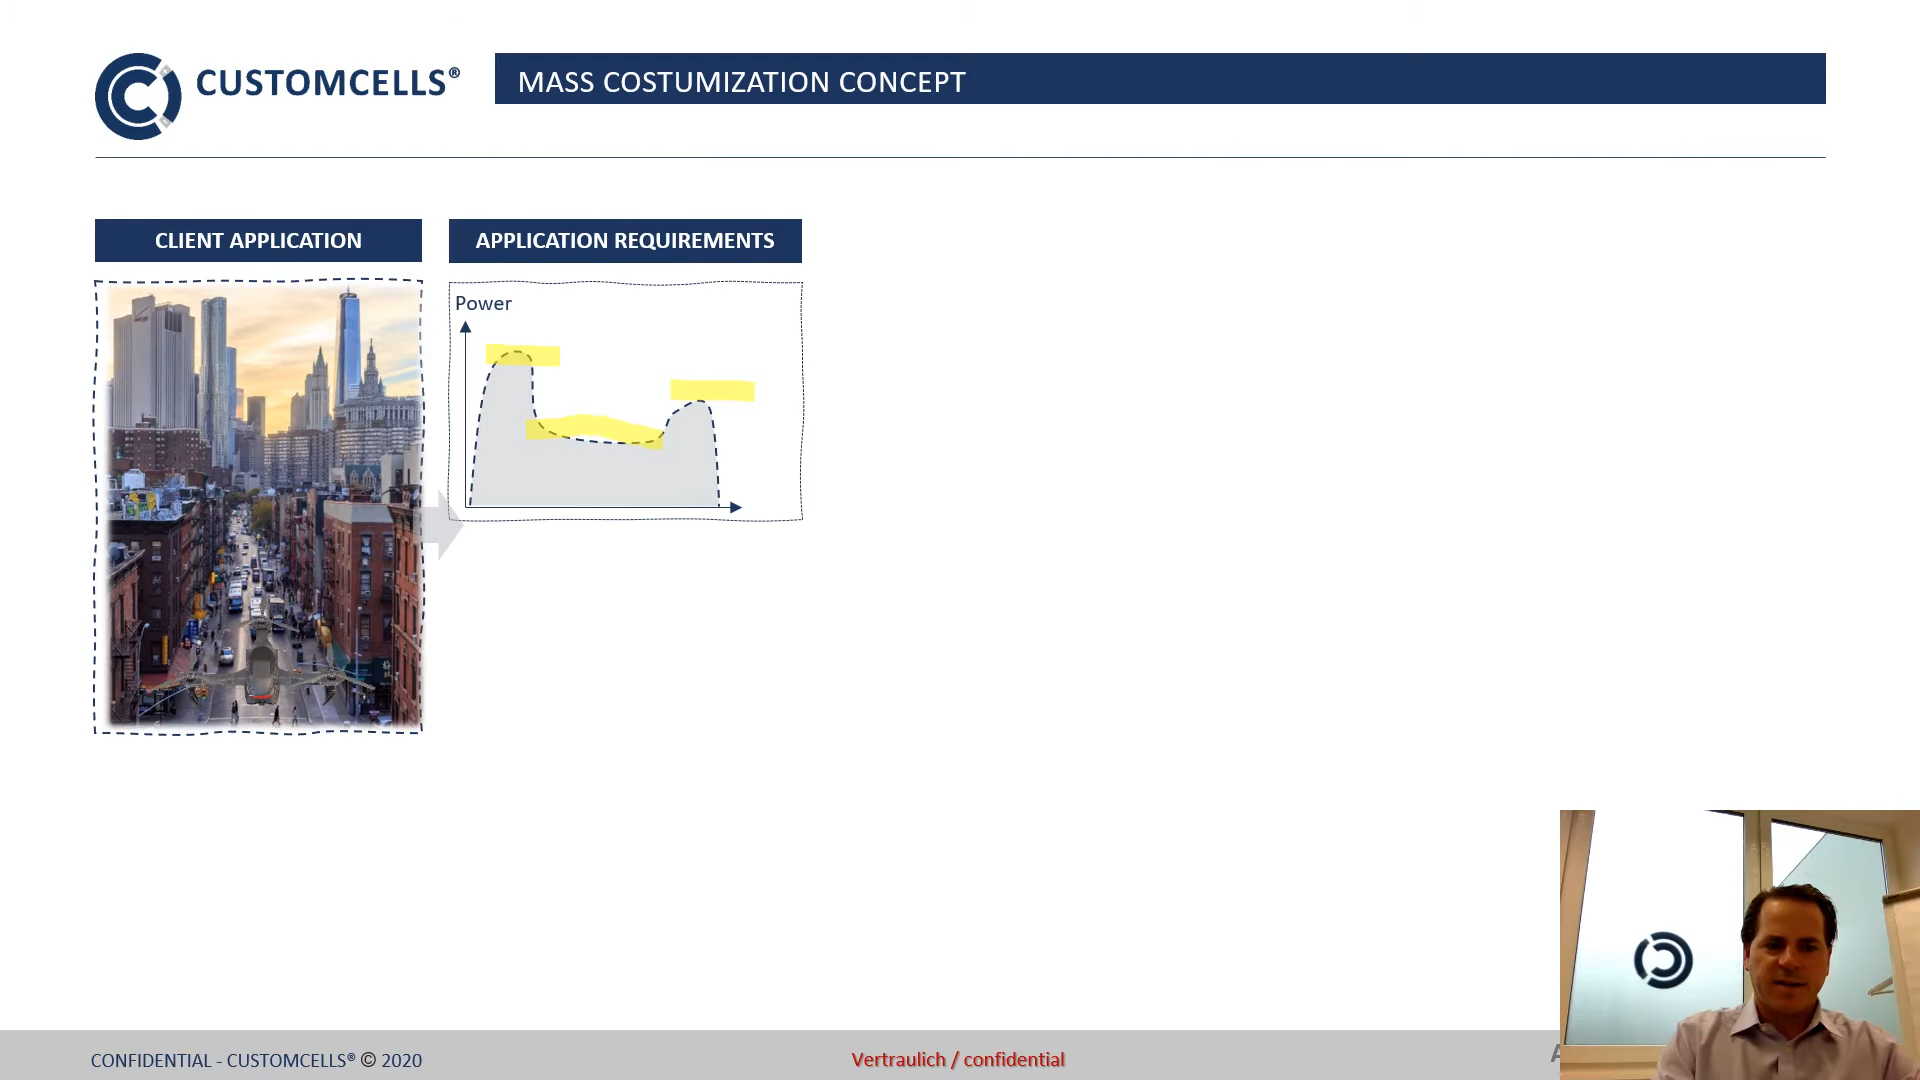 CUSTOMCELLS®
MASS COSTUMIZATION CONCEPT
CLIENT APPLICATION
APPLICATION REQUIREMENTS
Power
CONFIDENTIAL - CUSTOMCELLS® © 2020
Vertraulich / confidential